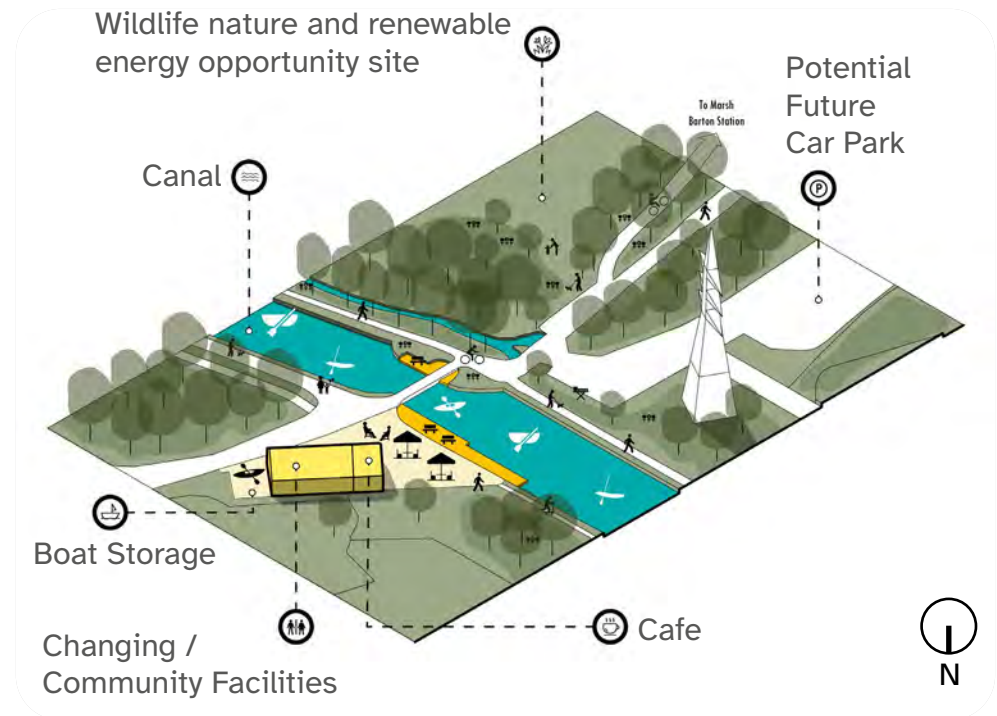 Wildlife nature and renewable
energy opportunity site
Potential
Future
Car Park
To Marsh
Barton Station
Canal
P
Boat Storage
Changing /
Community Facilities
Cafe
N